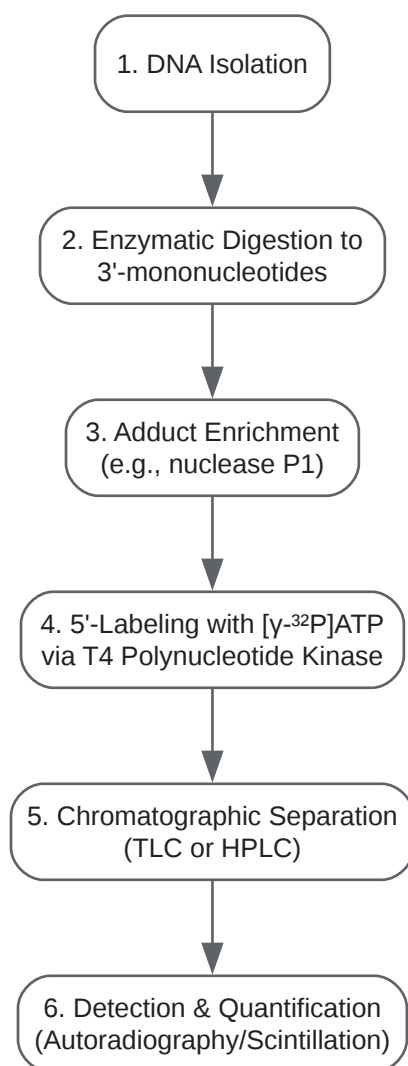 1. DNA Isolation
2. Enzymatic Digestion to
3'-mononucleotides
3. Adduct Enrichment
(e.g., nuclease P1)
4. 5'-Labeling with [γ-³²P]ATP
via T4 Polynucleotide Kinase
5. Chromatographic Separation
(TLC or HPLC)
6. Detection & Quantification
(Autoradiography/Scintillation)